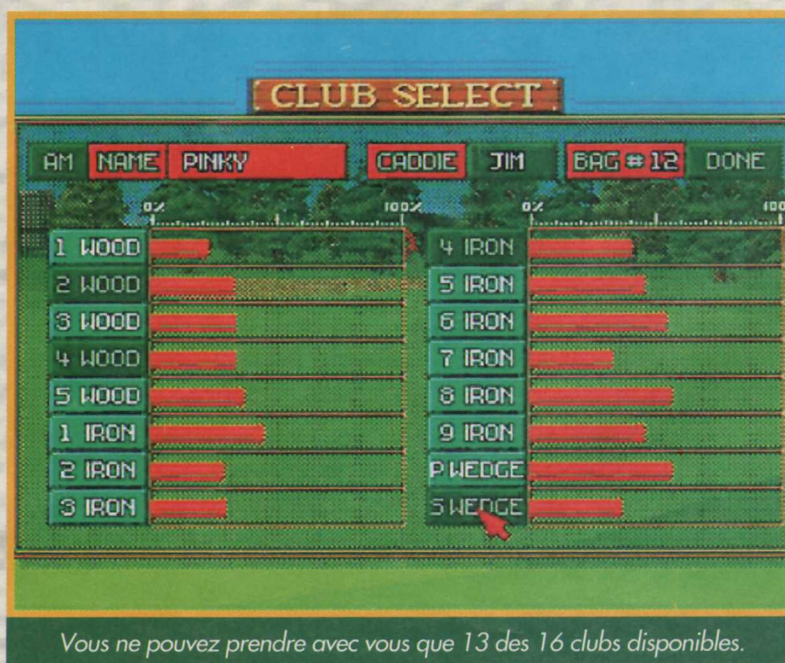 CLUB SELECT
AM NAME PINKY CADDIE JIM BAG # 12 DONE
0% 100% 0% 100
1 WOOD 4 IRON
2 WOOD 5 IRON
3 WOOD 6 IRON
4 WOOD 7 IRON
5 WOOD 8 IRON
1 IRON 9 IRON
2 IRON P WEDGE
3 IRON S WEDGE
Vous ne pouvez prendre avec vous que 13 des 16 clubs disponibles.